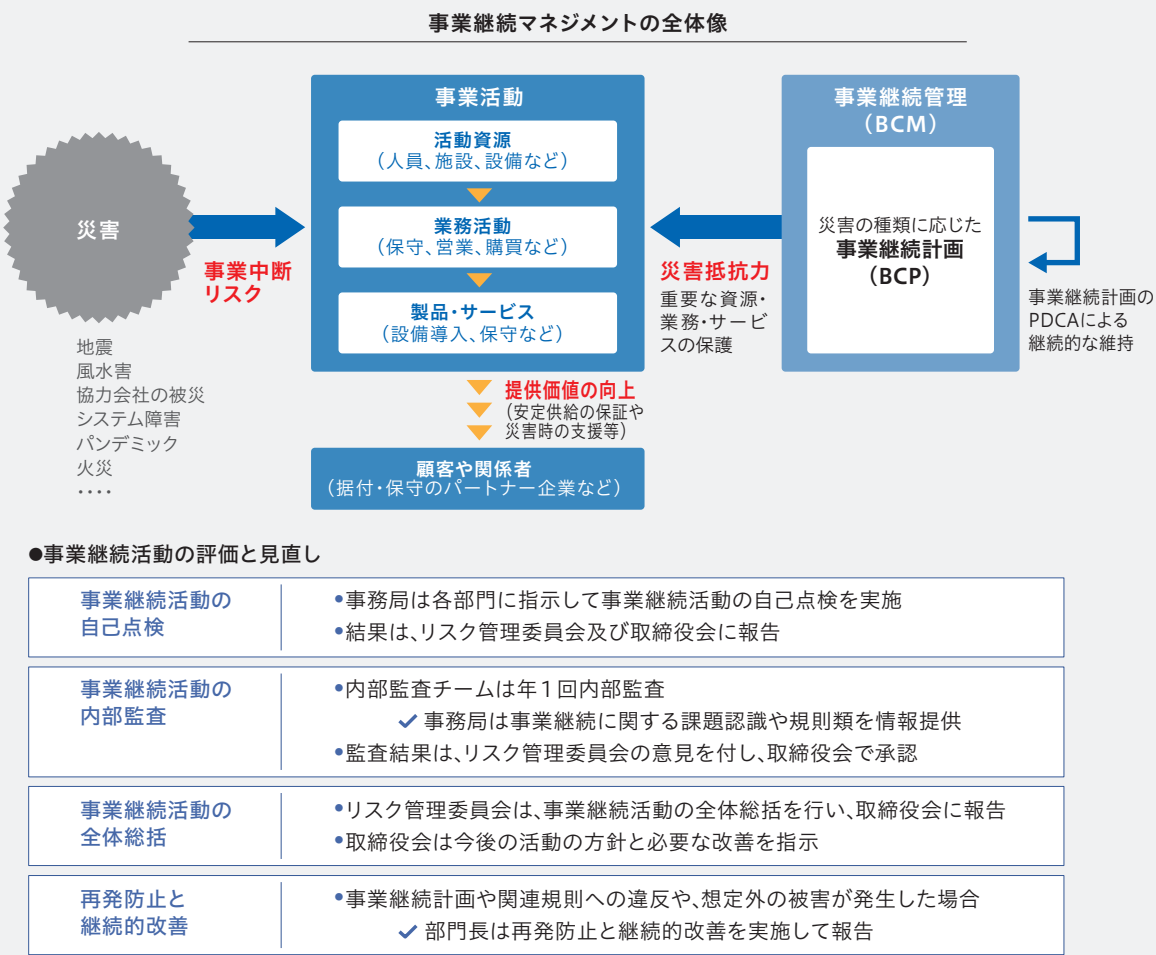 事業継続マネジメントの全体像
災害
地震
風水害
協力会社の被災
システム障害
パンデミック
火災
････
事業中断
リスク
事業活動
活動資源
（人員、施設、設備など）
業務活動
（保守、営業、購買など）
製品・サービス
（設備導入、保守など）
提供価値の向上
（安定供給の保証や
災害時の支援等）
顧客や関係者
（据付・保守のパートナー企業など）
災害抵抗力
重要な資源・
業務・サービ
スの保護
事業継続管理
（BCM）
災害の種類に応じた
事業継続計画
（BCP）
事業継続計画の
PDCAによる
継続的な維持
●事業継続活動の評価と見直し
事業継続活動の
自己点検
•事務局は各部門に指示して事業継続活動の自己点検を実施
•結果は、リスク管理委員会及び取締役会に報告
事業継続活動の
内部監査
•内部監査チームは年1回内部監査
✓ 事務局は事業継続に関する課題認識や規則類を情報提供
•監査結果は、リスク管理委員会の意見を付し、取締役会で承認
事業継続活動の
全体総括
•リスク管理委員会は、事業継続活動の全体総括を行い、取締役会に報告
•取締役会は今後の活動の方針と必要な改善を指示
再発防止と
継続的改善
•事業継続計画や関連規則への違反や、想定外の被害が発生した場合
✓ 部門長は再発防止と継続的改善を実施して報告